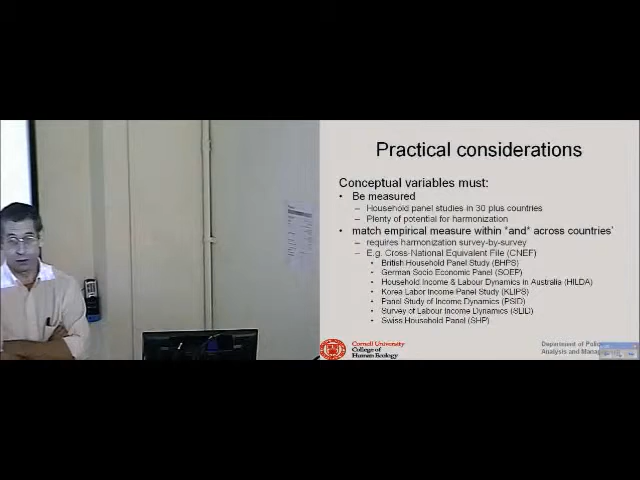 Practical considerations
Conceptual variables must:
• Be measured
– Household panel studies in 30 plus countries
– Plenty of potential for harmonization
• match empirical measure within *and* across countries'
– requires harmonization survey-by-survey
– E.g. Cross-National Equivalent File (CNEF)
• British Household Panel Study (BHPS)
• German Socio Economic Panel (SOEP)
• Household Income & Labour Dynamics in Australia (HILDA)
• Korea Labor Income Panel Study (KLIPS)
• Panel Study of Income Dynamics (PSID)
• Survey of Labour Income Dynamics (SLID)
• Swiss Household Panel (SHP)
Cornell University
College of
Human Ecology
Department of
Analysis and